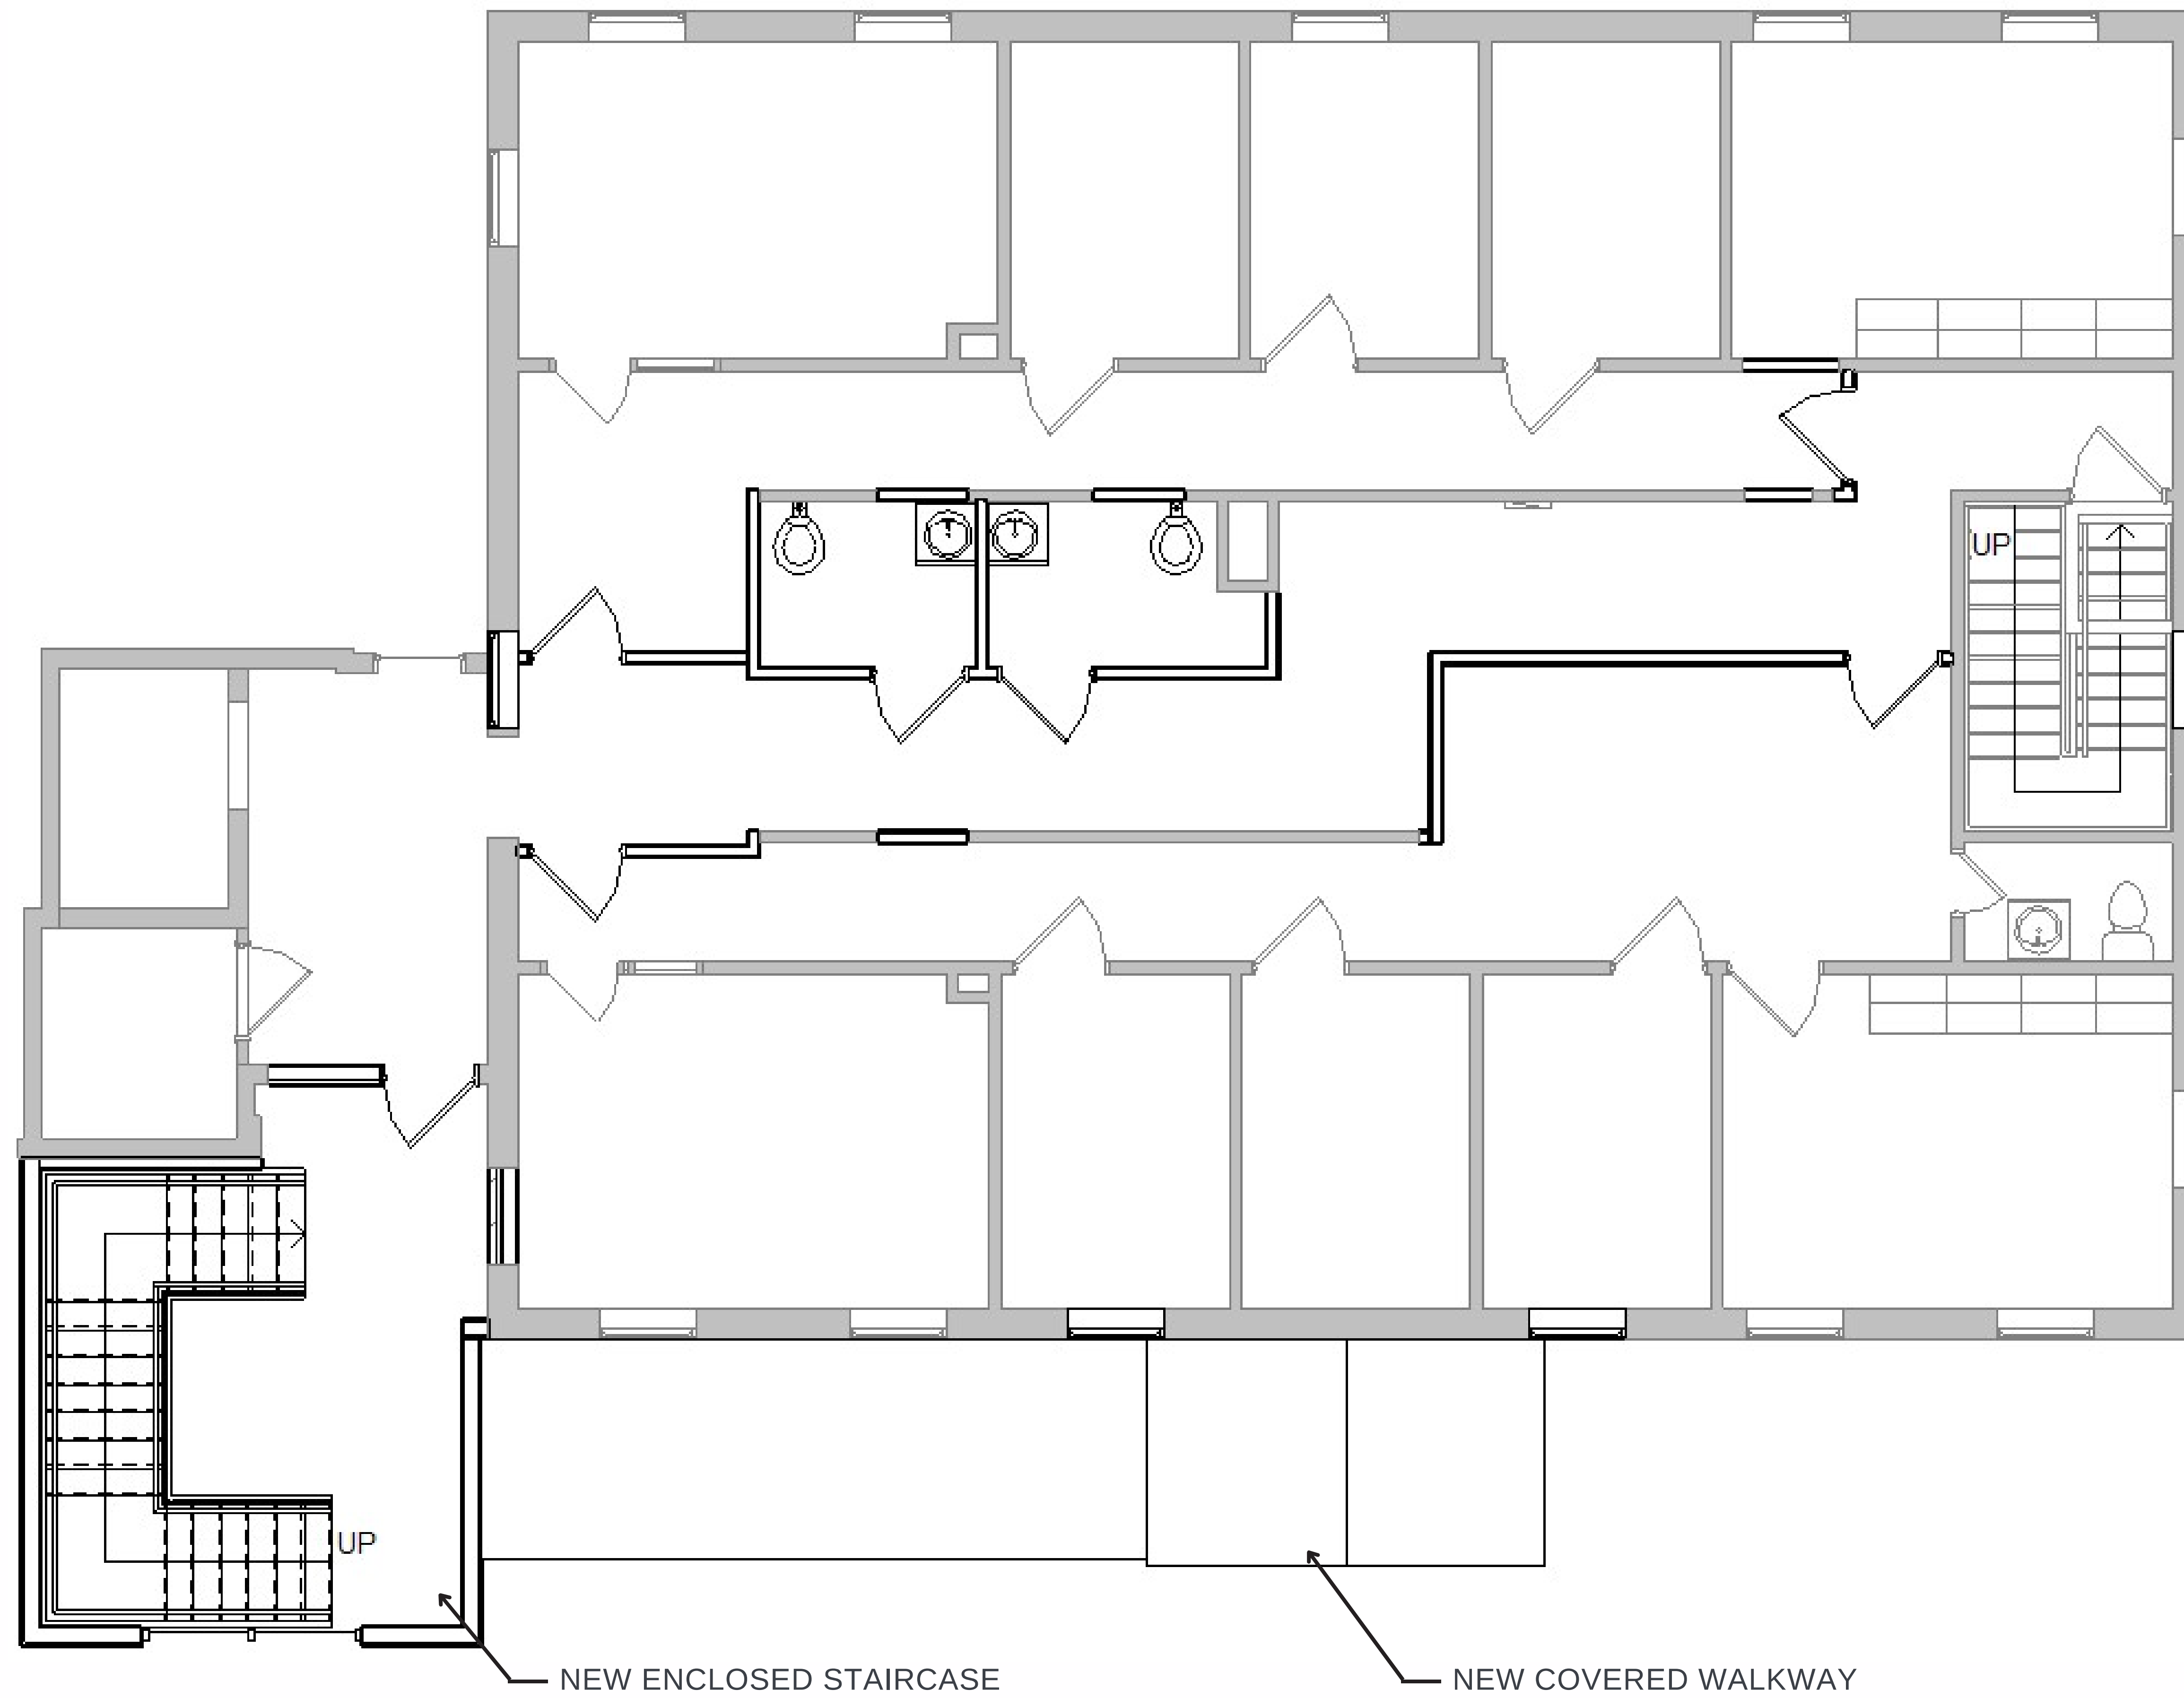 UP
UP
NEW ENCLOSED STAIRCASE
NEW COVERED WALKWAY